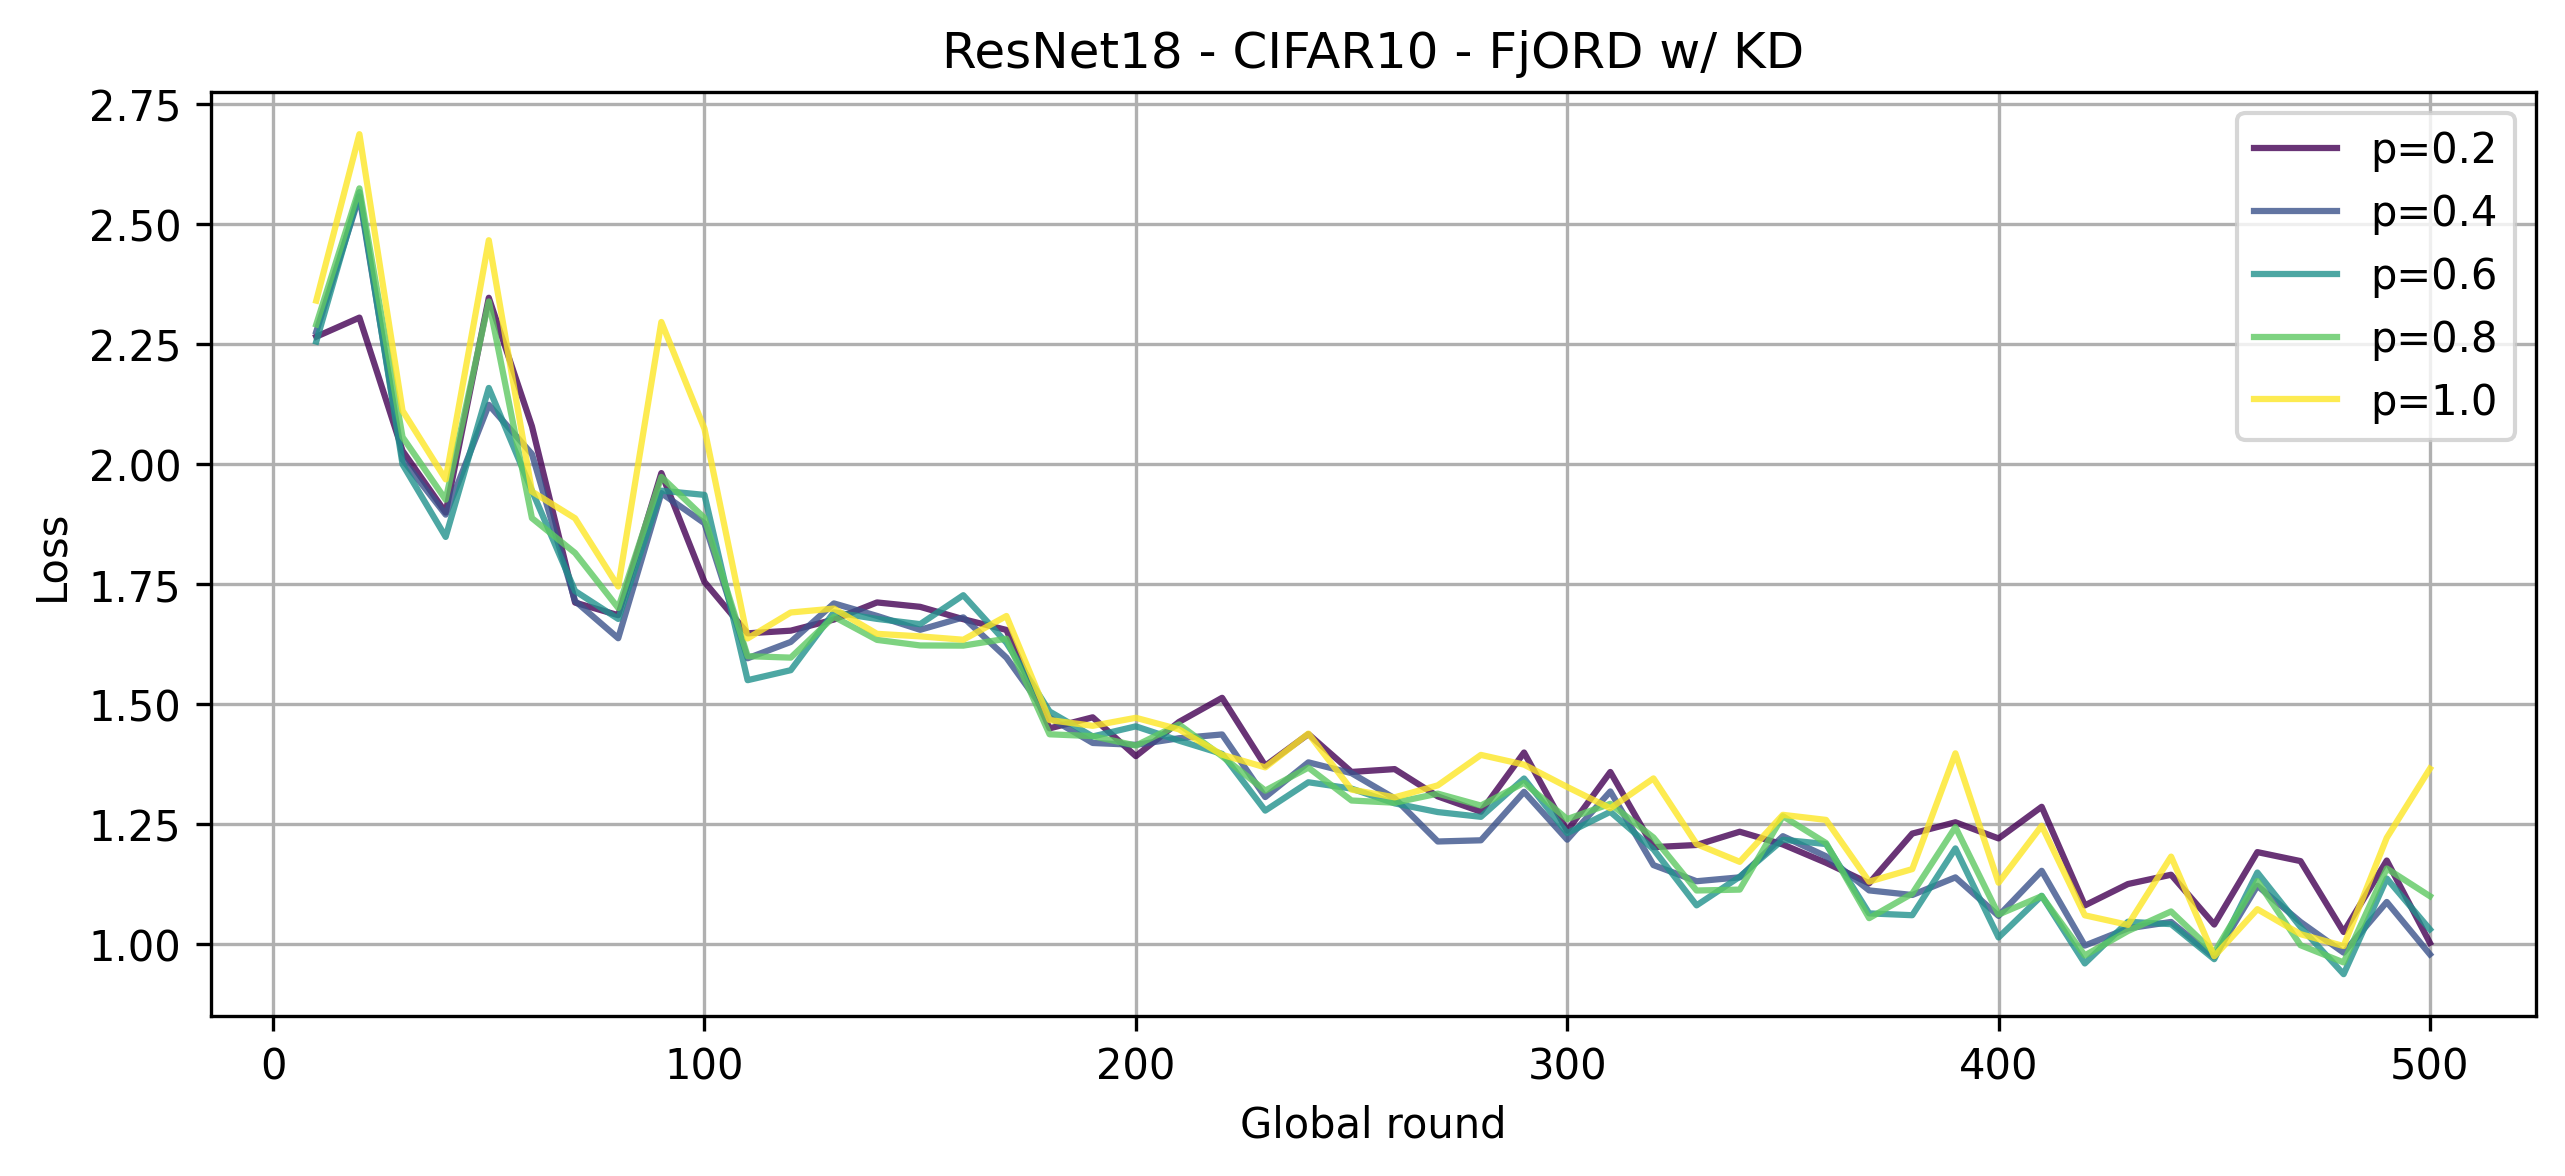 ResNet18 - CIFAR10 - FjORD w/ KD
2.75
2.50
2.25
2.00
1.75
1.50
1.25
1.00
Loss
p=0.2
p=0.4
p=0.6
p=0.8
p=1.0
0 100 200 300 400 500
Global round